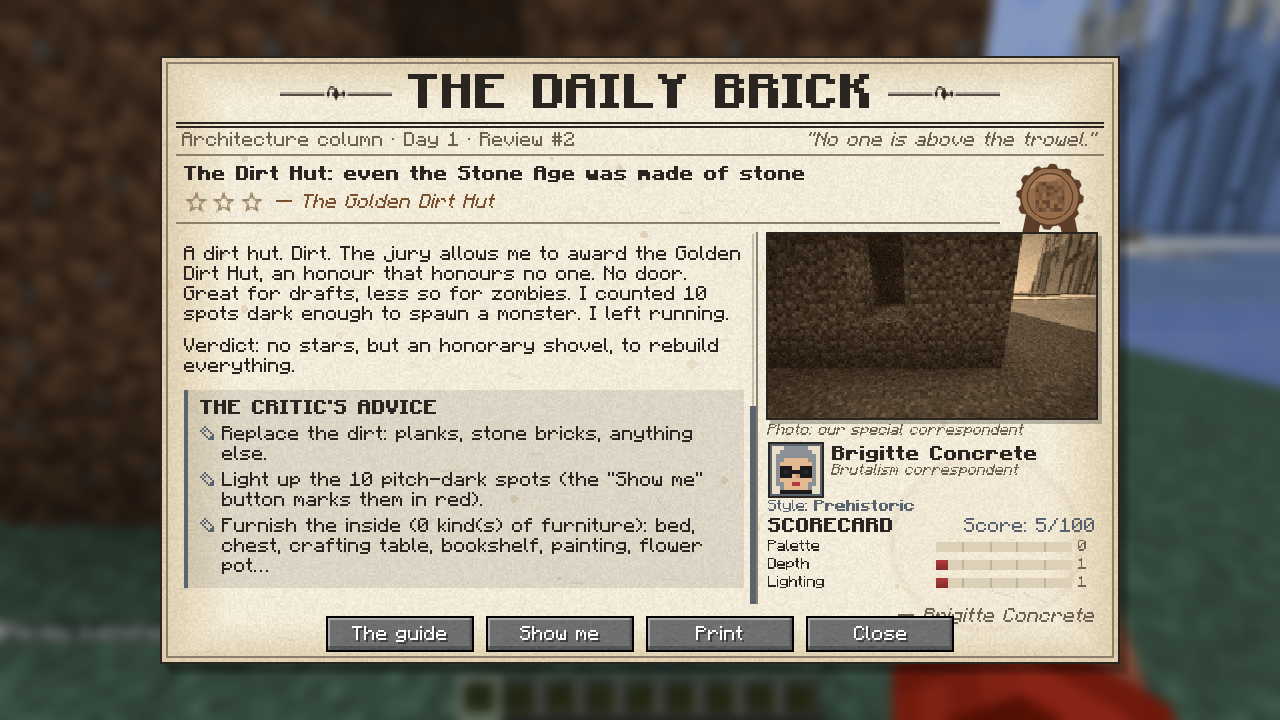 THE DAILY BRICK
Architecture column · Day 1 · Review #2
"No one is above the trowel."
The Dirt Hut: even the Stone Age was made of stone
— The Golden Dirt Hut
A dirt hut. Dirt. The jury allows me to award the Golden
Dirt Hut, an honour that honours no one. No door.
Great for drafts, less so for zombies. I counted 10
spots dark enough to spawn a monster. I left running.
Verdict: no stars, but an honorary shovel, to rebuild
everything.
THE CRITIC'S ADVICE
Replace the dirt: planks, stone bricks, anything
else.
Light up the 10 pitch-dark spots (the "Show me"
button marks them in red).
Furnish the inside (0 kind(s) of furniture): bed,
chest, crafting table, bookshelf, painting, flower
pot...
Photo: our special correspondent
Brigitte Concrete
Brutalism correspondent
Style: Prehistoric
SCORECARD Score: 5/100
Palette 0
Depth 1
Lighting 1
— Brigitte Concrete
The guide
Show me
Print
Close